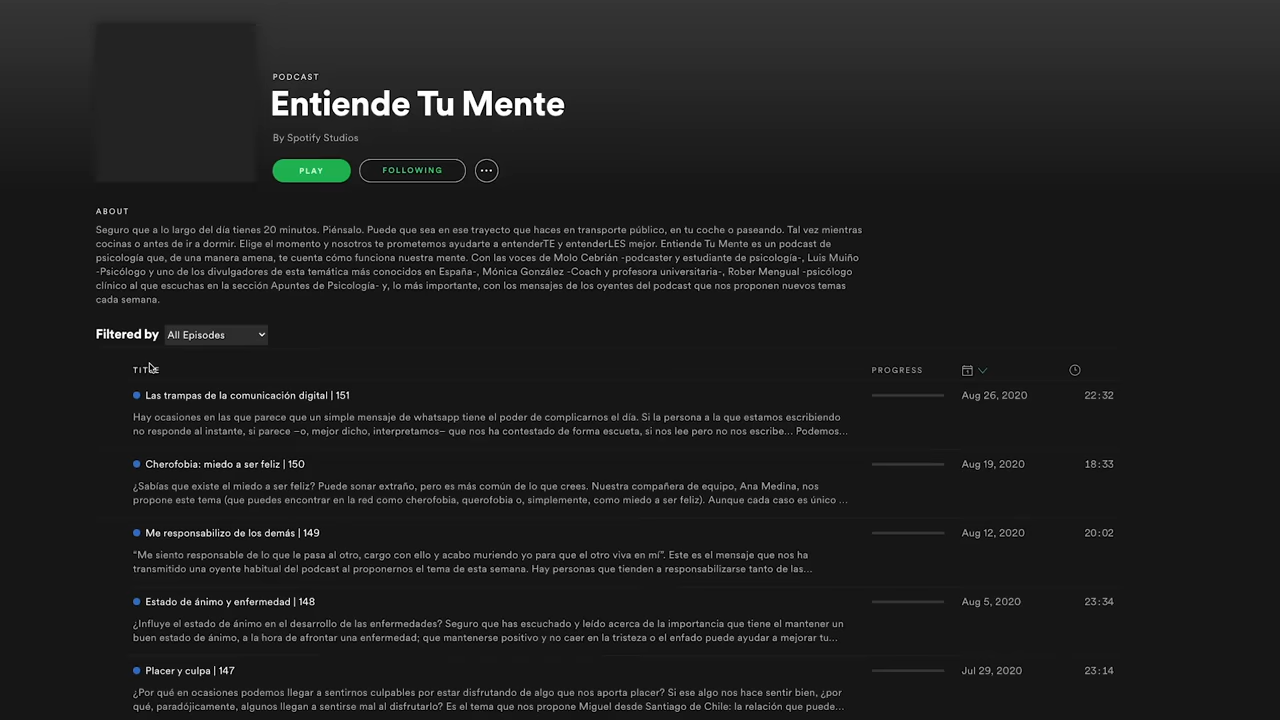 PODCAST
Entiende Tu Mente
By Spotify Studios
PLAY
FOLLOWING
ABOUT
Seguro que a lo largo del día tienes 20 minutos. Piénsalo. Puede que sea en ese trayecto que haces en transporte público, en tu coche o paseando. Tal vez mientras
cocinas o antes de ir a dormir. Elige el momento y nosotros te prometemos ayudarte a entenderTE y entenderLES mejor. Entiende Tu Mente es un podcast de
psicología que, de una manera amena, te cuenta cómo funciona nuestra mente. Con las voces de Molo Cebrián -podcaster y estudiante de psicología-, Luis Muiño
-Psicólogo y uno de los divulgadores de esta temática más conocidos en España-, Mónica González -Coach y profesora universitaria-, Rober Mengual -psicólogo
clínico al que escuchas en la sección Apuntes de Psicología- y, lo más importante, con los mensajes de los oyentes del podcast que nos proponen nuevos temas
cada semana.
Filtered by All Episodes
TITLE PROGRESS
Las trampas de la comunicación digital | 151 Aug 26, 2020 22:32
Hay ocasiones en las que parece que un simple mensaje de whatsapp tiene el poder de complicarnos el día. Si la persona a la que estamos escribiendo
no responde al instante, si parece –o, mejor dicho, interpretamos– que nos ha contestado de forma escueta, si nos lee pero no nos escribe... Podemos...
Cherofobia: miedo a ser feliz | 150 Aug 19, 2020 18:33
¿Sabías que existe el miedo a ser feliz? Puede sonar extraño, pero es más común de lo que crees. Nuestra compañera de equipo, Ana Medina, nos
propone este tema (que puedes encontrar en la red como cherofobia, querofobia o, simplemente, como miedo a ser feliz). Aunque cada caso es único ...
Me responsabilizo de los demás | 149 Aug 12, 2020 20:02
“Me siento responsable de lo que le pasa al otro, cargo con ello y acabo muriendo yo para que el otro viva en mí”. Este es el mensaje que nos ha
transmitido una oyente habitual del podcast al proponernos el tema de esta semana. Hay personas que tienden a responsabilizarse tanto de las...
Estado de ánimo y enfermedad | 148 Aug 5, 2020 23:34
¿Influye el estado de ánimo en el desarrollo de las enfermedades? Seguro que has escuchado y leído acerca de la importancia que tiene el mantener un
buen estado de ánimo, a la hora de afrontar una enfermedad; que mantenerse positivo y no caer en la tristeza o el enfado puede ayudar a mejorar tu...
Placer y culpa | 147 Jul 29, 2020 23:14
¿Por qué en ocasiones podemos llegar a sentirnos culpables por estar disfrutando de algo que nos aporta placer? Si ese algo nos hace sentir bien, ¿por
qué, paradójicamente, algunos llegan a sentirse mal al disfrutarlo? Es el tema que nos propone Miguel desde Santiago de Chile: la relación que puede...